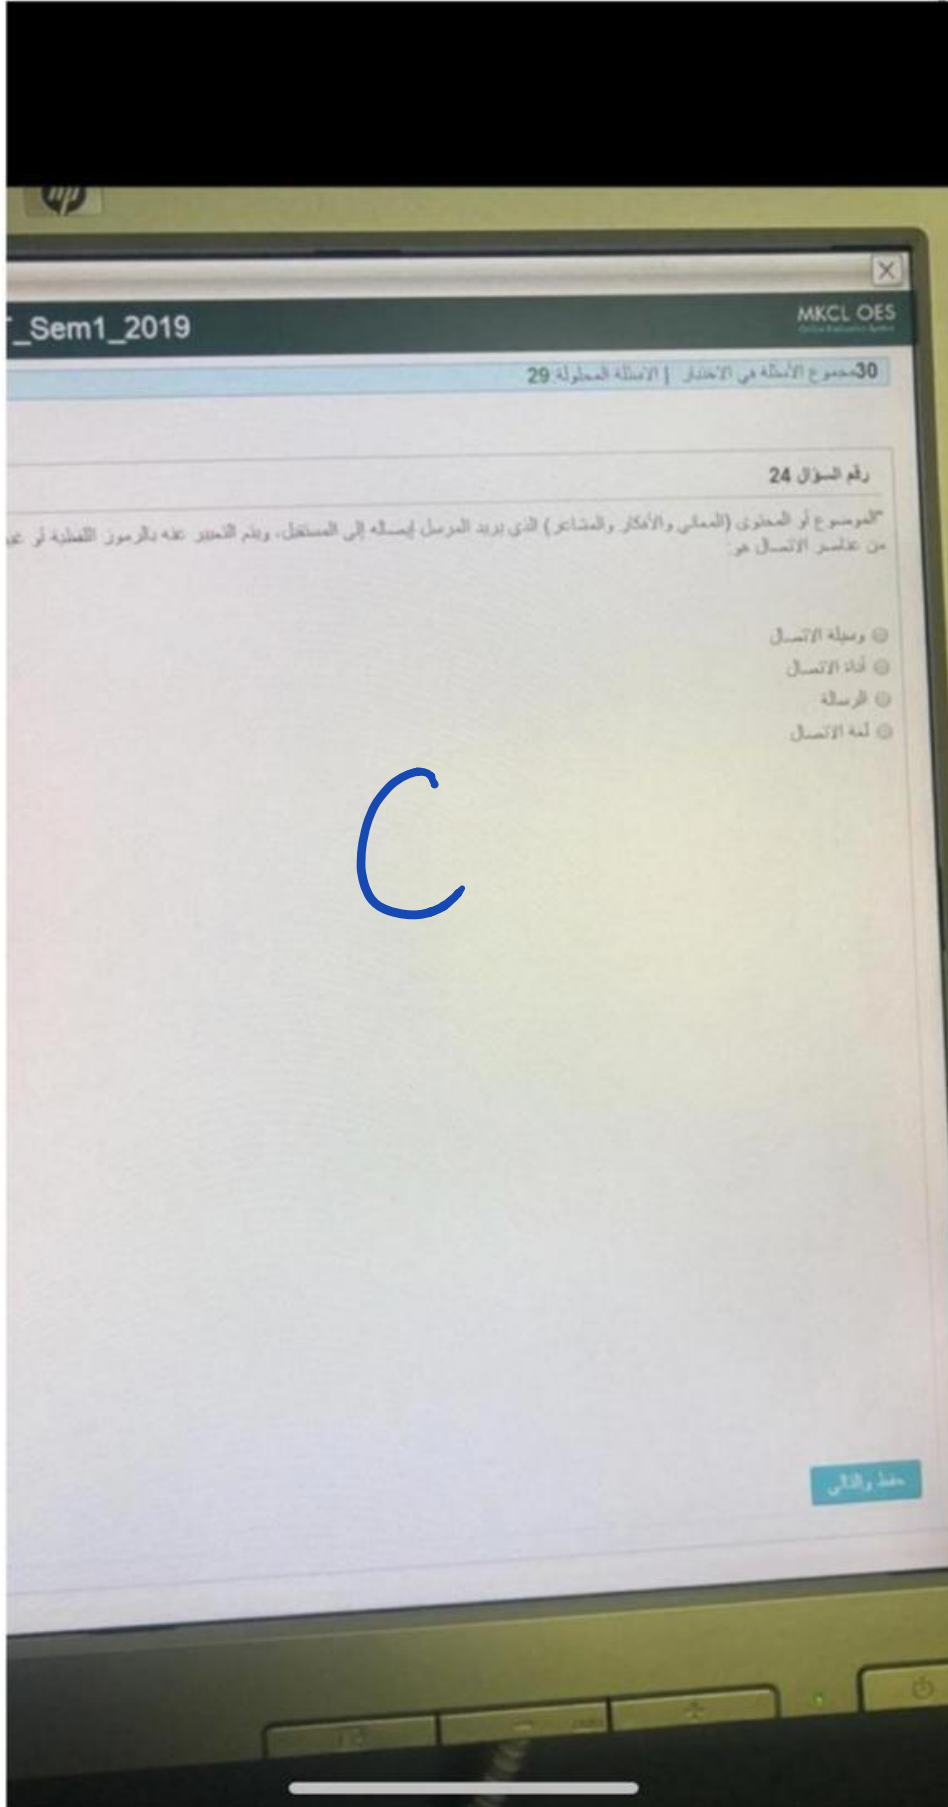 hp
_Sem1_2019
MKCL OES
30مجموع الأسئلة في الاختبار | الأسئلة المحلولة 29
رقم السؤال 24
"الموضوع أو المحتوى (المعاني والأفكار والمشاعر) الذي يريد المرسل إيصاله إلى المستقبل، ويتم التعبير عنه بالرموز اللفظية أو غير
من عناصر الاتصال هو:
وسيلة الاتصال
أداة الاتصال
الرسالة
لغة الاتصال
C
حفظ والتالي